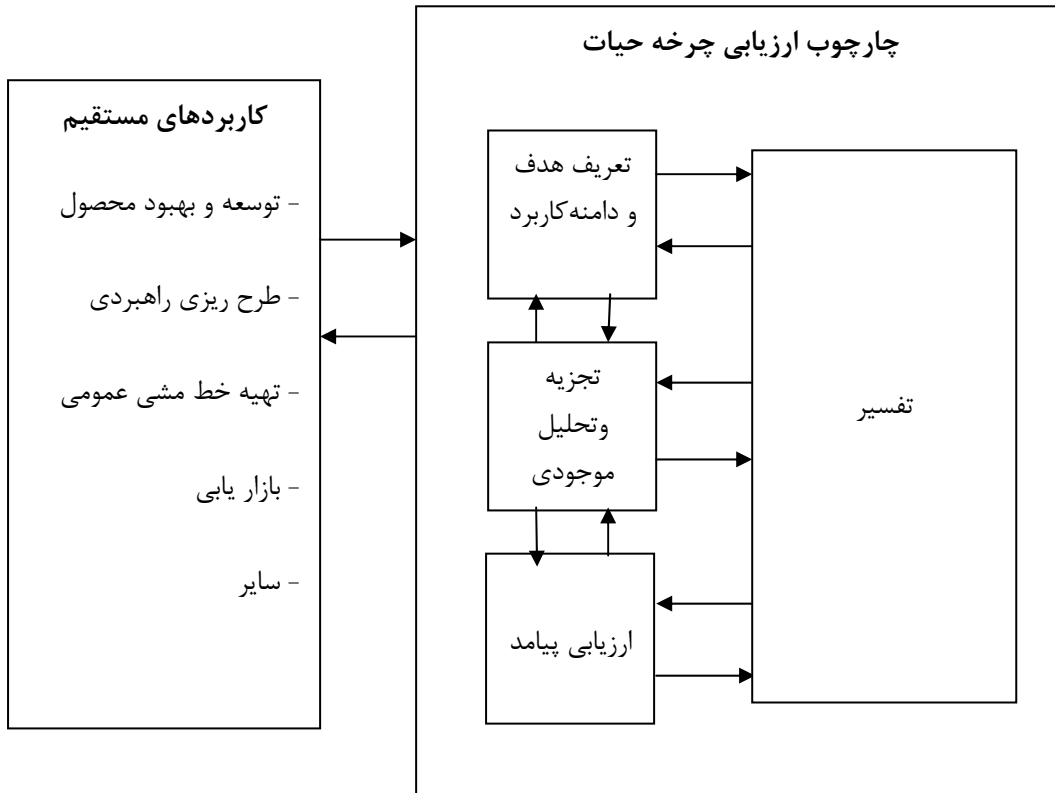 چارچوب ارزیابی چرخه حیات
تعریف هدف
و دامنه‌کاربرد
تجزیه
وتحلیل
موجودی
ارزیابی پیامد
تفسیر
کاربردهای مستقیم
- توسعه و بهبود محصول
- طرح ریزی راهبردی
- تهیه خط مشی عمومی
- بازار یابی
- سایر